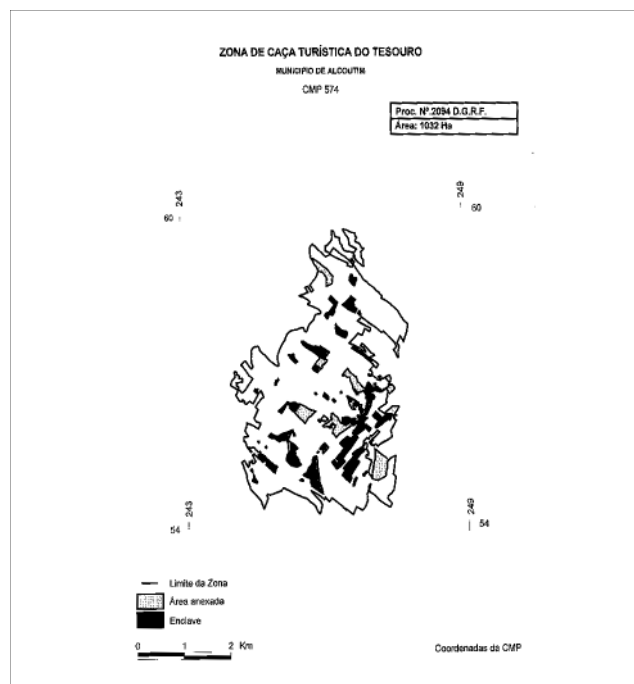 ZONA DE CAÇA TURÍSTICA DO TESOURO
MUNICIPIO DE ALCOUTIM
CMP 574
Proc. Nº.2094 D.G.R.F.
Área: 1032 Ha
243
249
60
60
243
249
54
54
Limite da Zona
Área anexada
Enclave
0 1 2 Km
Coordenadas da CMP